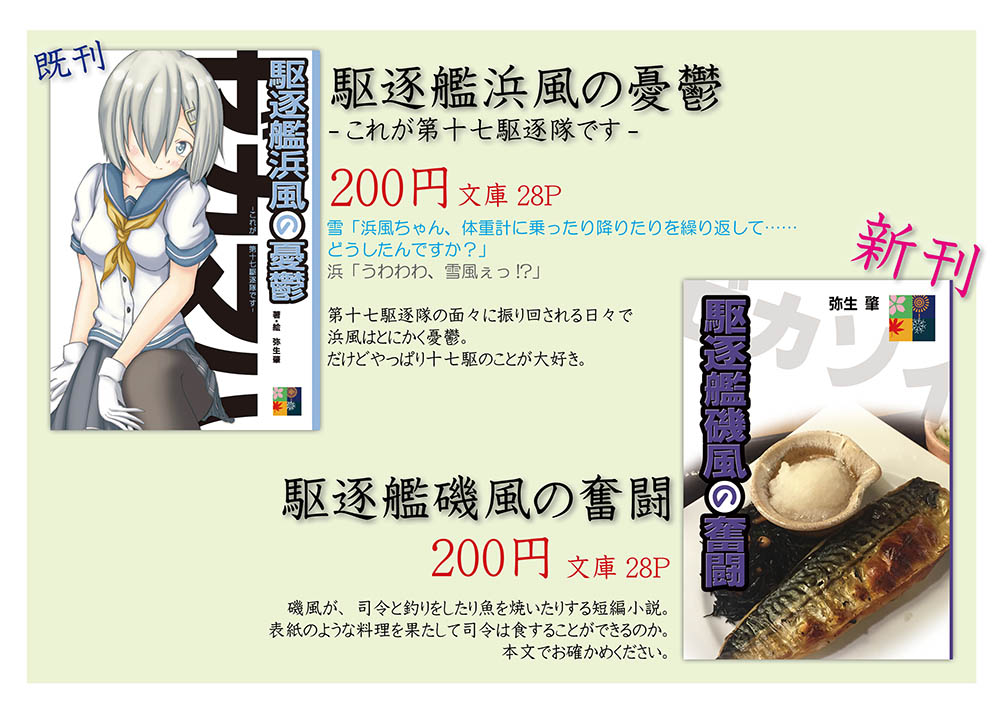 既刊
駆逐艦浜風の憂鬱
-これが第十七駆逐隊です-
200円 文庫 28P
雪「浜風ちゃん、体重計に乗ったり降りたりを繰り返して……
どうしたんですか？」
浜「うわわわ、雪風ぇっ!?」
第十七駆逐隊の面々に振り回される日々で
浜風はとにかく憂鬱。
だけどやっぱり十七駆のことが大好き。
駆逐艦浜風の憂鬱
-これが 第十七駆逐隊です-
著・絵 弥生肇
新刊
弥生 肇
駆逐艦磯風の奮闘
駆逐艦磯風の奮闘
200円 文庫 28P
磯風が、司令と釣りをしたり魚を焼いたりする短編小説。
表紙のような料理を果たして司令は食することができるのか。
本文でお確かめください。